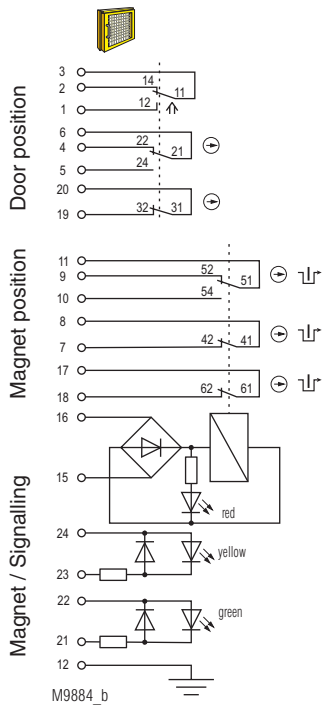 Door position
3
2 14 11
1 12
6
4 22 21
5 24
20
19 32 31
Magnet position
11
9 52 51
10 54
8
7 42 41
17
18 62 61
Magnet / Signalling
16
15
red
24
yellow
23
22
green
21
12
M9884_b